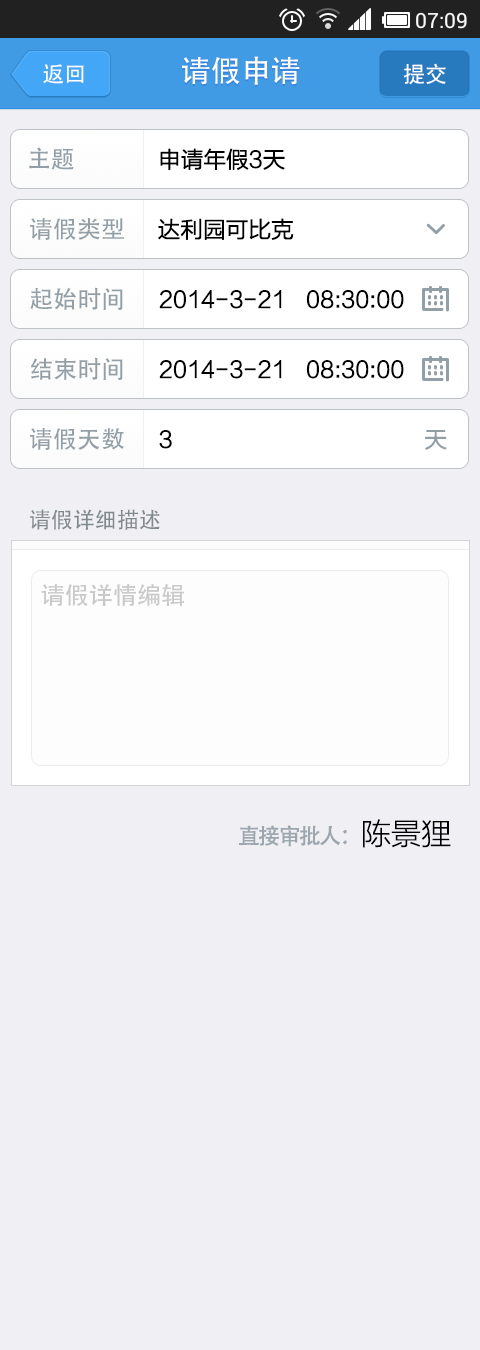 07:09
返回 请假申请 提交
主题 申请年假3天
请假类型 达利园可比克
起始时间 2014-3-21 08:30:00
结束时间 2014-3-21 08:30:00
请假天数 3 天
请假详细描述
请假详情编辑
直接审批人: 陈景狸